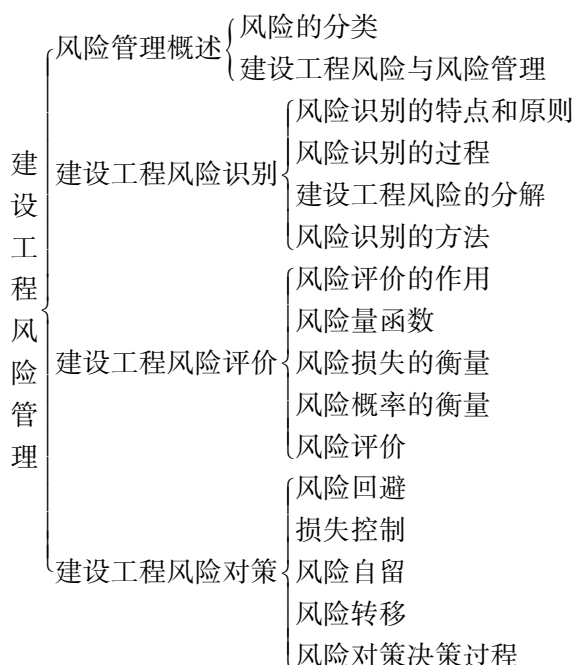 建设工程风险管理
风险管理概述
风险的分类
建设工程风险与风险管理
建设工程风险识别
风险识别的特点和原则
风险识别的过程
建设工程风险的分解
风险识别的方法
建设工程风险评价
风险评价的作用
风险量函数
风险损失的衡量
风险概率的衡量
风险评价
建设工程风险对策
风险回避
损失控制
风险自留
风险转移
风险对策决策过程